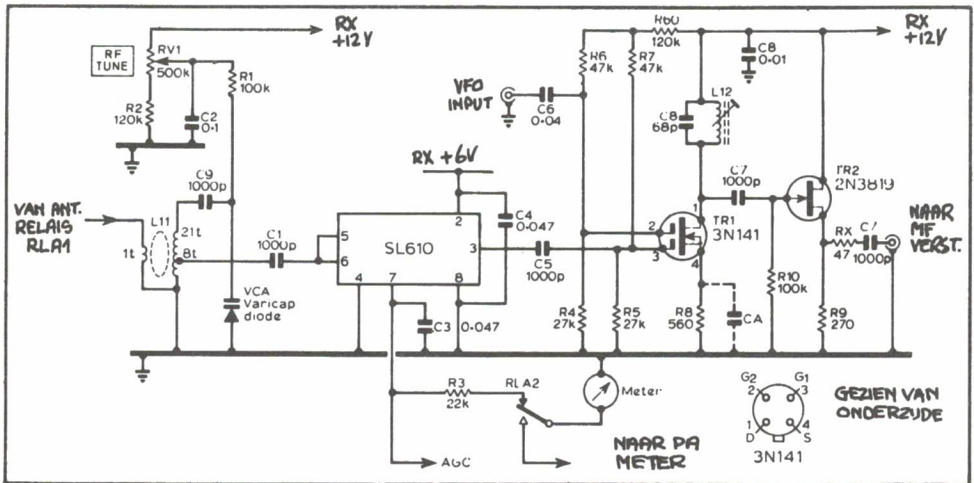 RX
+12V
RF
TUNE
RV1
500k
R1
100k
R2
120k
C2
0·1
C9
1000p
VAN ANT.
RELAIS
RLA1
L11
21t
1t
8t
C1
1000p
VCA
Varicap
diode
RX +6V
2
5
6
SL610
3
4
7
8
C4
0·047
C3
0·047
C5
1000p
R3
22k
RLA2
AGC
Meter
NAAR PA
METER
VFO
INPUT
C6
0·04
R6
47k
R7
47k
R60
120k
C8
0·01
RX
+12V
L12
C8
68p
C7
1000p
2
3
1
4
TR1
3N141
TR2
2N3819
NAAR
MF
VERST.
RX
47
C7
1000p
R4
27k
R5
27k
R8
560
CA
R10
100k
R9
270
G2
2
G1
3
1
D
4
S
3N141
GEZIEN VAN
ONDERZIJDE